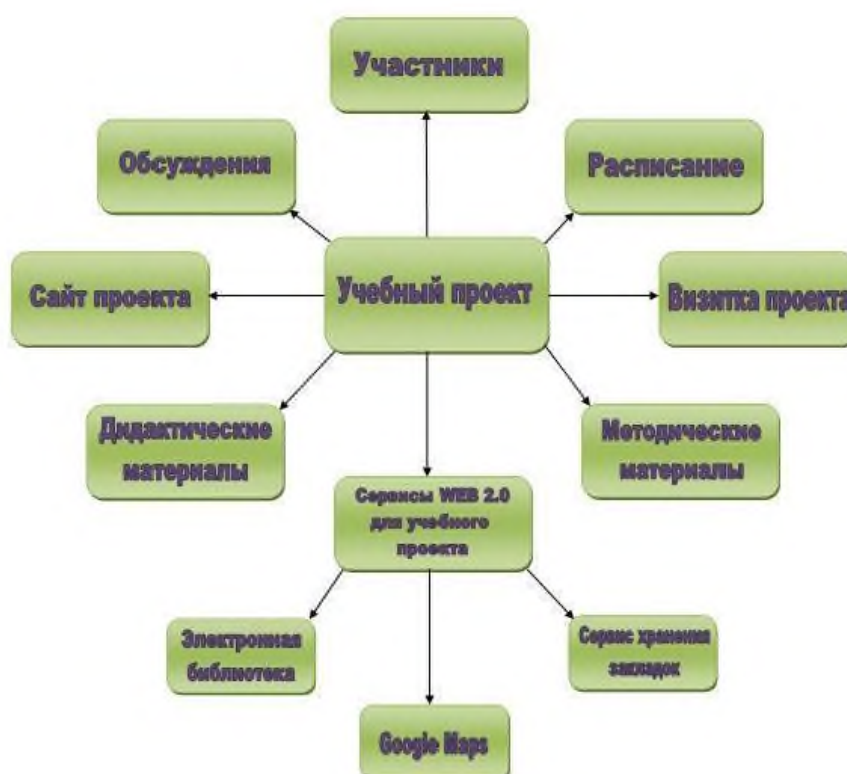 Участники
Обсуждения
Расписание
Сайт проекта
Учебный проект
Визитка проекта
Дидактические
материалы
Методические
материалы
Сервисы WEB 2.0
для учебного
проекта
Электронная
библиотека
Сервис хранения
закладок
Google Maps